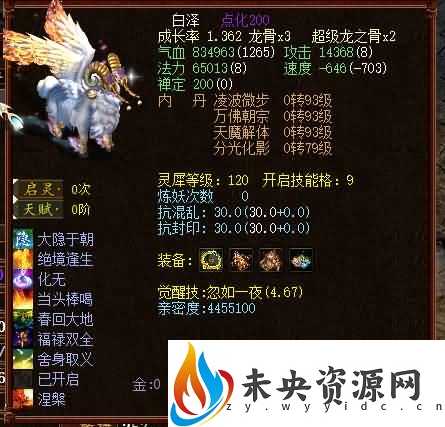 白泽 点化200
成长率 1.362 龙骨x3 超级龙之骨x2
气血 834963(1265) 攻击 14368(8)
法力 65013(8) 速度 -646(-703)
禅定 200(0)
内 丹 凌波微步 0转93级
万佛朝宗 0转93级
天魔解体 0转93级
分光化影 0转79级
启灵· 0次
天赋· 0阶
灵犀等级: 120 开启技能格: 9
炼妖次数 0
抗混乱: 30.0(30.0+0.0)
抗封印: 30.0(30.0+0.0)
装备:
觉醒技:忽如一夜(4.67)
亲密度:4455100
隐 大隐于朝
绝境逢生
化无
当头棒喝
春回大地
福禄双全
舍身取义
已开启
涅槃
金:0
未央资源网
zy.wyyidc.cn